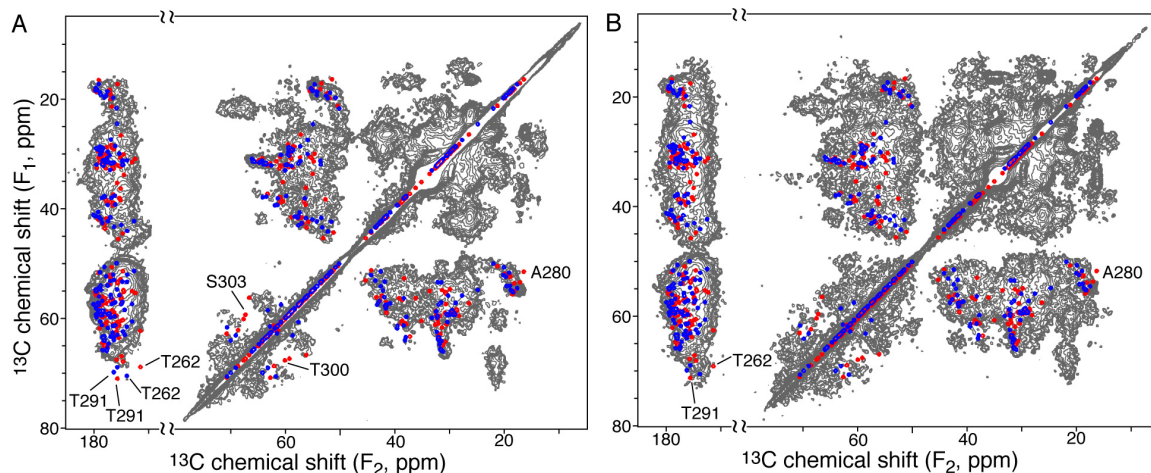 A
B
20
40
60
80
180
60
40
20
¹³C chemical shift (F₁, ppm)
¹³C chemical shift (F₂, ppm)
S303
A280
T262
T300
T291
T291
T262
20
40
60
80
180
60
40
20
¹³C chemical shift (F₁, ppm)
¹³C chemical shift (F₂, ppm)
A280
T262
T291